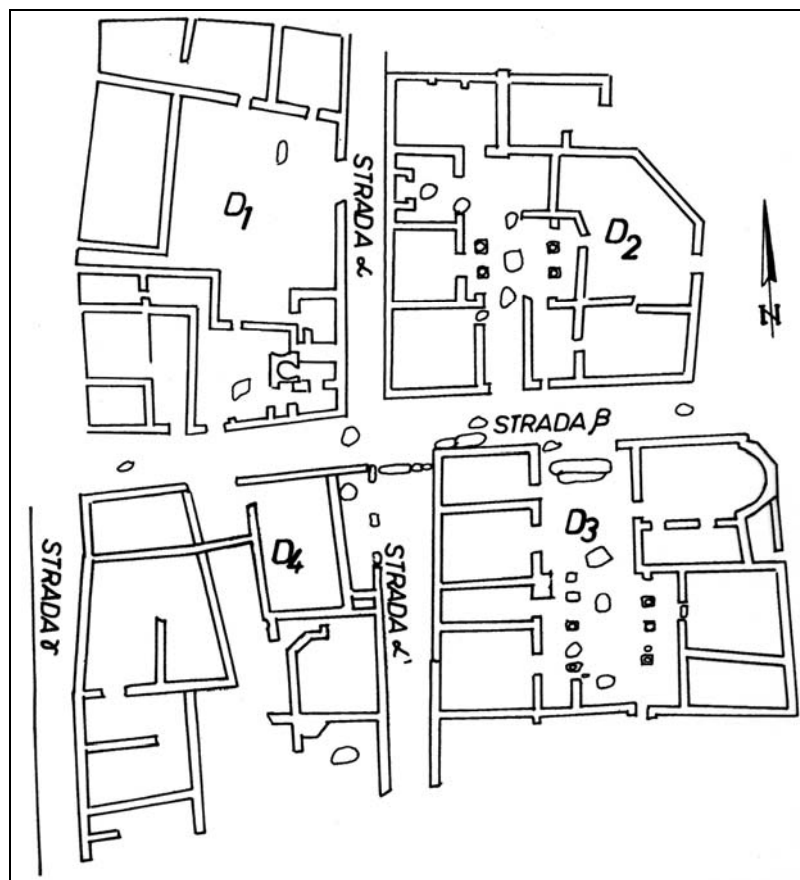 D1
STRADA α
D2
N
STRADA β
D3
D4
STRADA α'
STRADA γ